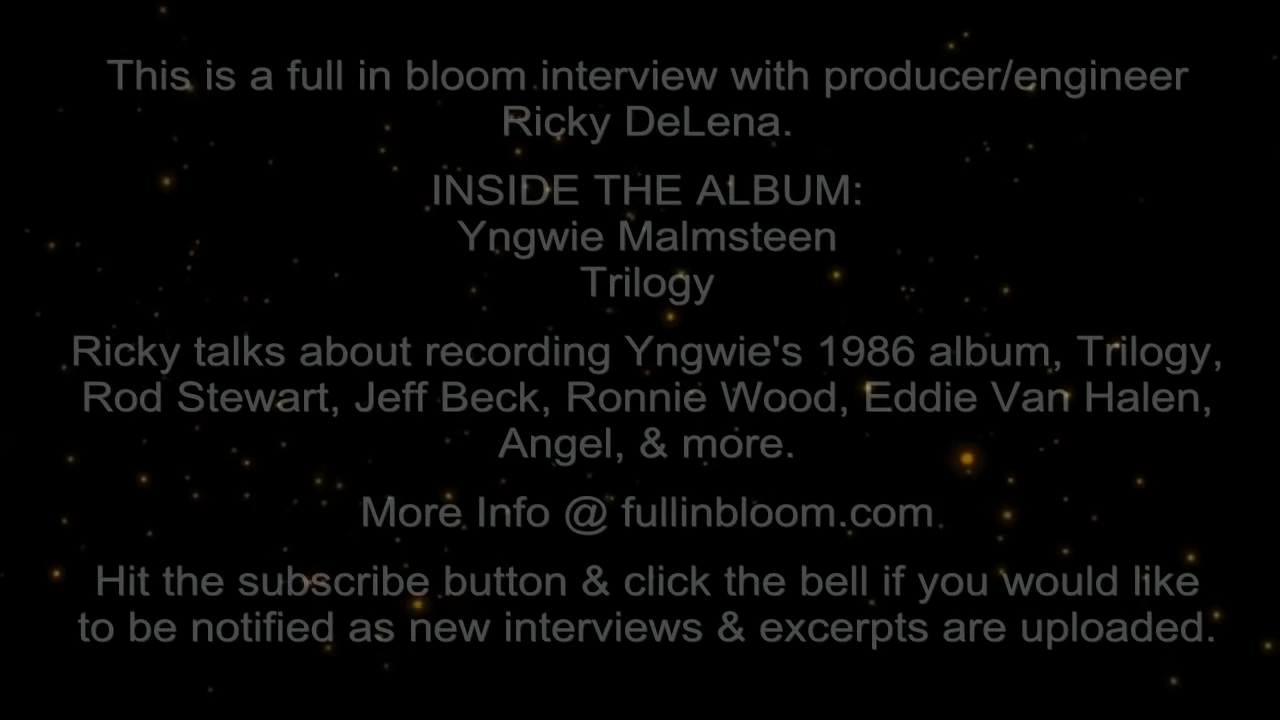 This is a full in bloom interview with producer/engineer
Ricky DeLena.
INSIDE THE ALBUM:
Yngwie Malmsteen
Trilogy
Ricky talks about recording Yngwie's 1986 album, Trilogy,
Rod Stewart, Jeff Beck, Ronnie Wood, Eddie Van Halen,
Angel, & more.
More Info @ fullinbloom.com
Hit the subscribe button & click the bell if you would like
to be notified as new interviews & excerpts are uploaded.